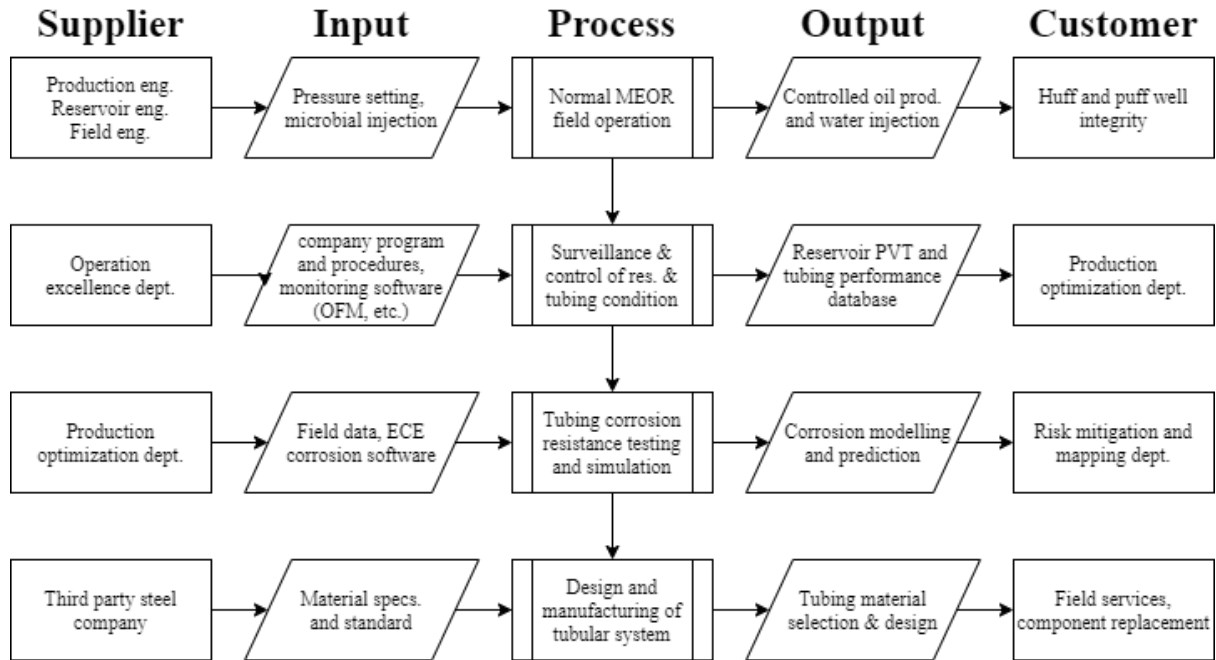 Supplier
Input
Process
Output
Customer
Production eng.
Reservoir eng.
Field eng.
Pressure setting,
microbial injection
Normal MEOR
field operation
Controlled oil prod.
and water injection
Huff and puff well
integrity
Operation
excellence dept.
company program
and procedures,
monitoring software
(OFM, etc.)
Surveillance &
control of res. &
tubing condition
Reservoir PVT and
tubing performance
database
Production
optimization dept.
Production
optimization dept.
Field data, ECE
corrosion software
Tubing corrosion
resistance testing
and simulation
Corrosion modelling
and prediction
Risk mitigation and
mapping dept.
Third party steel
company
Material specs.
and standard
Design and
manufacturing of
tubular system
Tubing material
selection & design
Field services,
component replacement